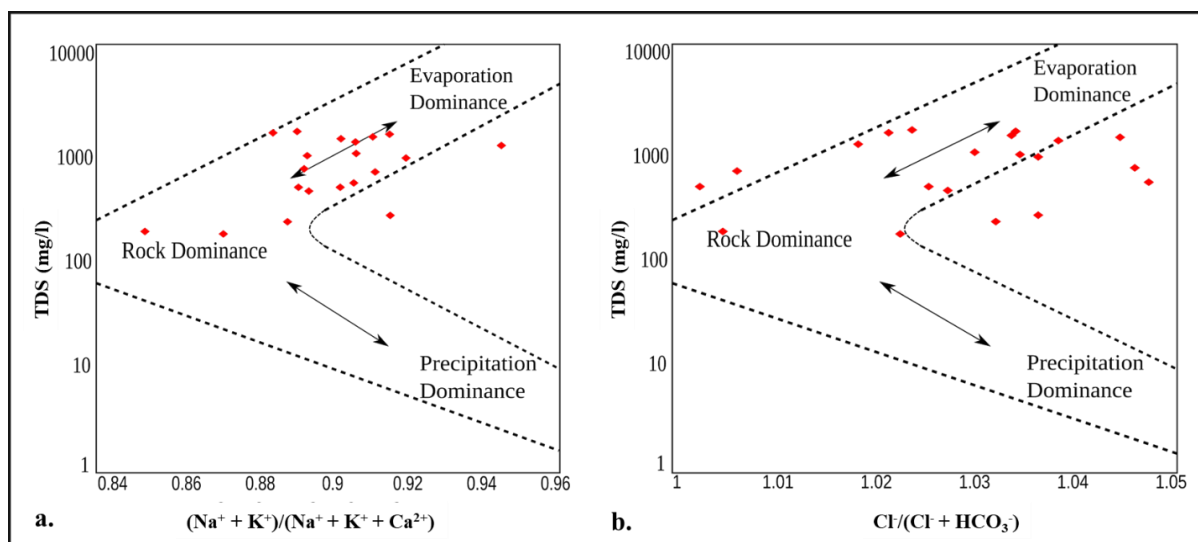 10000
1000
100
10
1
TDS (mg/l)
Evaporation
Dominance
Rock Dominance
Precipitation
Dominance
0.84 0.86 0.88 0.9 0.92 0.94 0.96
a.
(Na⁺ + K⁺)/(Na⁺ + K⁺ + Ca²⁺)
10000
1000
100
10
1
TDS (mg/l)
Evaporation
Dominance
Rock Dominance
Precipitation
Dominance
1 1.01 1.02 1.03 1.04 1.05
b.
Cl⁻/(Cl⁻ + HCO₃⁻)